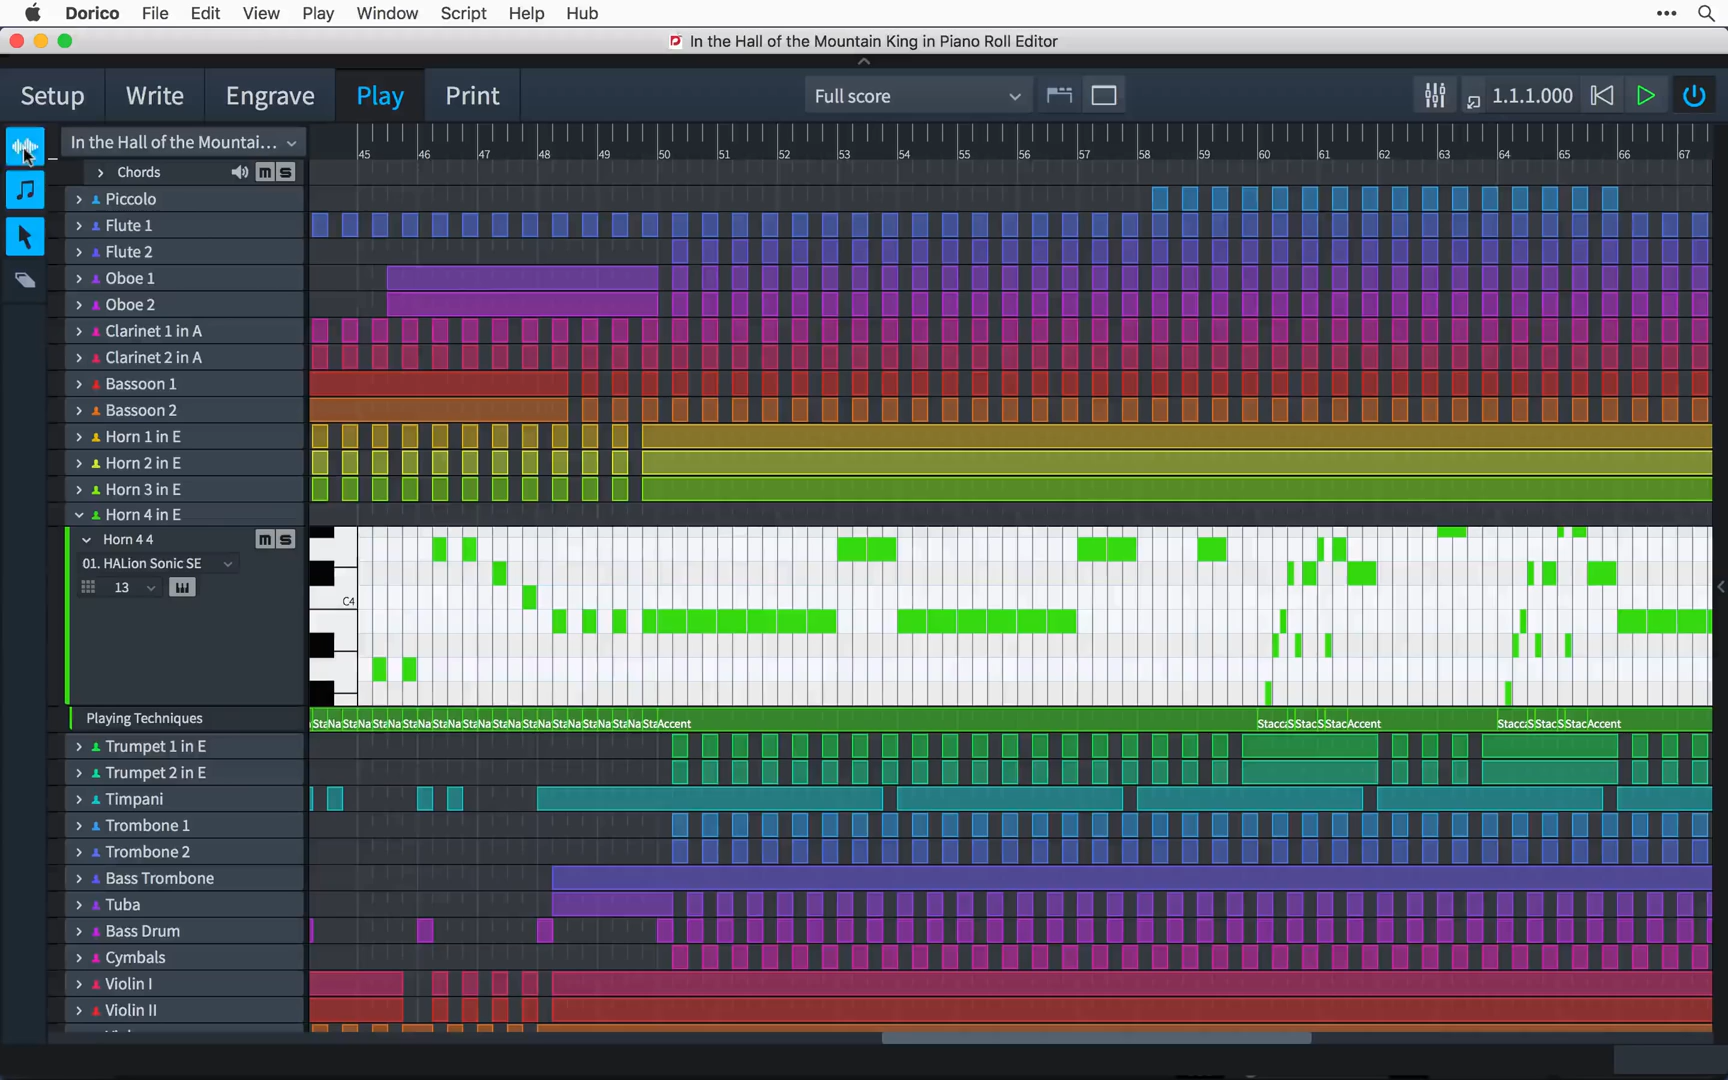 Dorico File Edit View Play Window Script Help Hub
In the Hall of the Mountain King in Piano Roll Editor
Setup Write Engrave Play Print Full score 1.1.1.000
In the Hall of the Mountai... 45 46 47 48 49 50 51 52 53 54 55 56 57 58 59 60 61 62 63 64 65 66 67
Chords m s
Piccolo
Flute 1
Flute 2
Oboe 1
Oboe 2
Clarinet 1 in A
Clarinet 2 in A
Bassoon 1
Bassoon 2
Horn 1 in E
Horn 2 in E
Horn 3 in E
Horn 4 in E
Horn 4 4 m s
01. HALion Sonic SE
13
C4
Playing Techniques StaNaStaNaStaNaStaNaStaNaStaNaStaNaStaNaStaNaStaNaStaNaStaAccent StaccaSStacSStacAccent StaccaSStacSStacAccent
Trumpet 1 in E
Trumpet 2 in E
Timpani
Trombone 1
Trombone 2
Bass Trombone
Tuba
Bass Drum
Cymbals
Violin I
Violin II